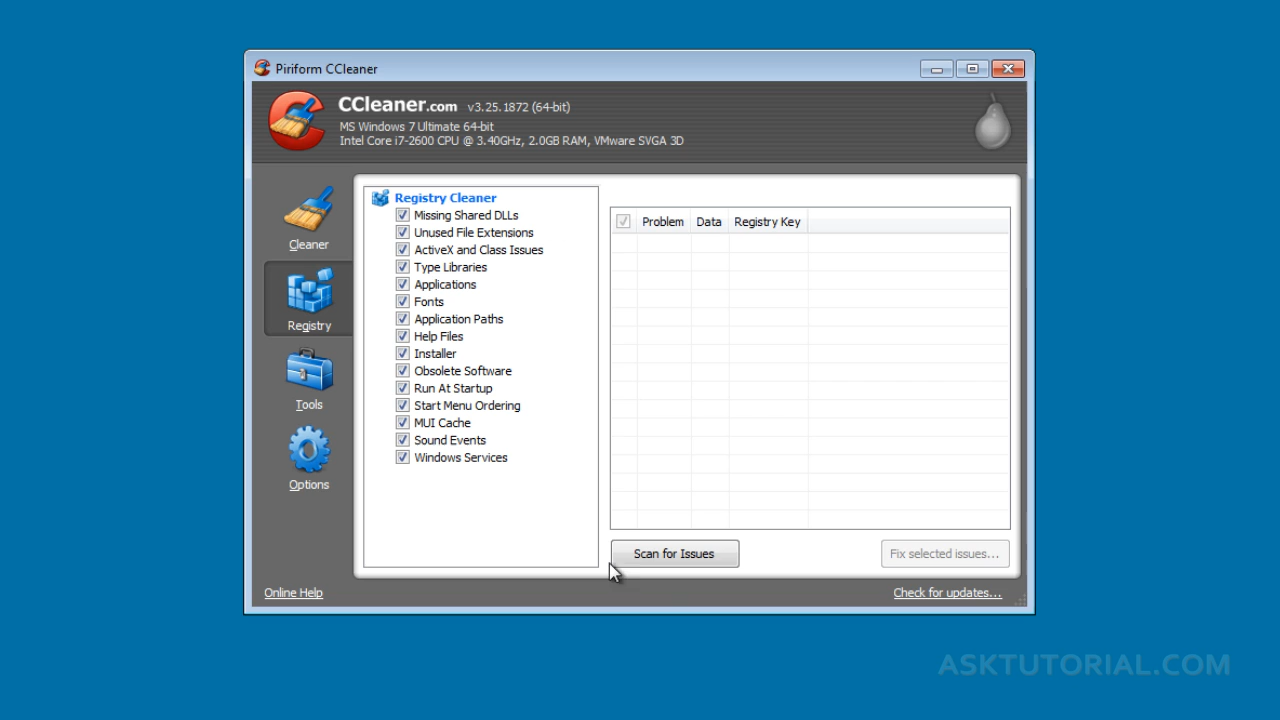 Piriform CCleaner
CCleaner.com v3.25.1872 (64-bit)
MS Windows 7 Ultimate 64-bit
Intel Core i7-2600 CPU @ 3.40GHz, 2.0GB RAM, VMware SVGA 3D
Cleaner
Registry
Tools
Options
Registry Cleaner
Missing Shared DLLs
Unused File Extensions
ActiveX and Class Issues
Type Libraries
Applications
Fonts
Application Paths
Help Files
Installer
Obsolete Software
Run At Startup
Start Menu Ordering
MUI Cache
Sound Events
Windows Services
Problem Data Registry Key
Scan for Issues
Fix selected issues...
Online Help
Check for updates...
ASKTUTORIAL.COM